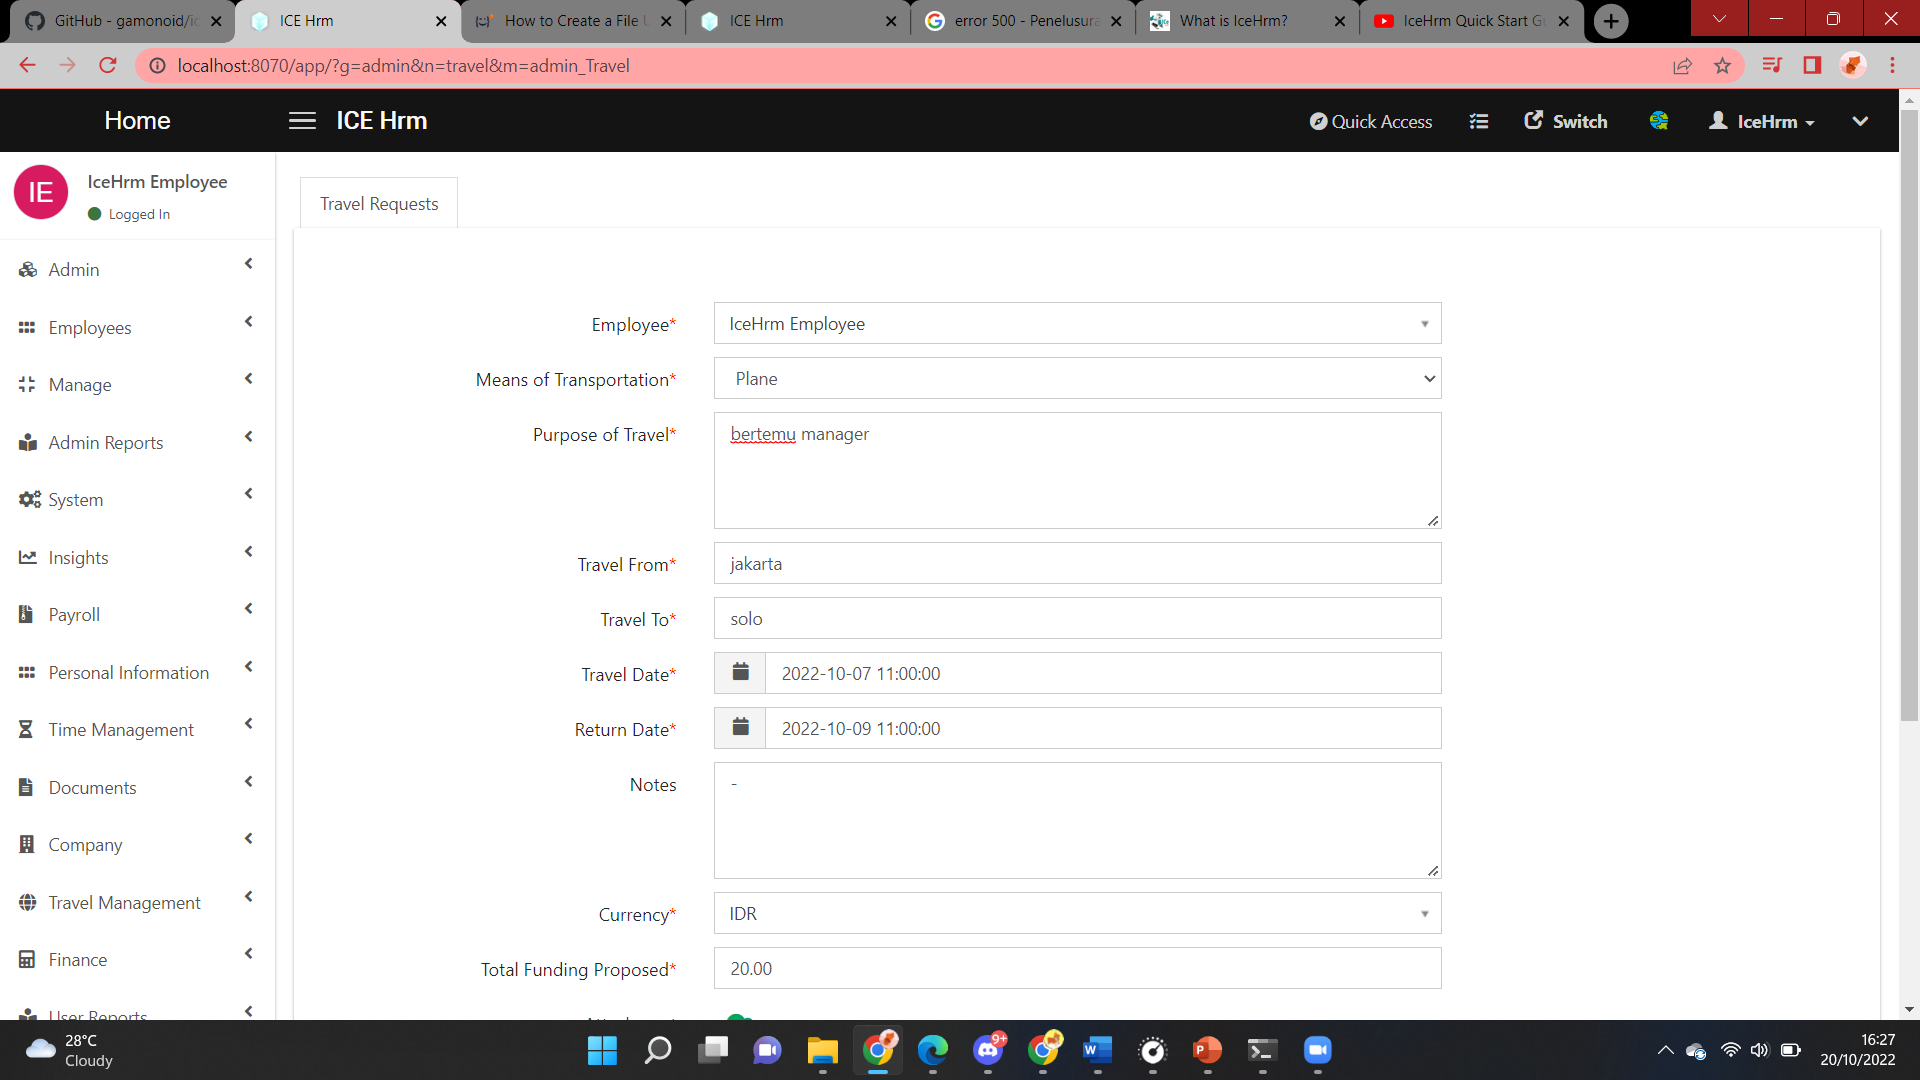 GitHub - gamonoid/ic
ICE Hrm
How to Create a File U
ICE Hrm
error 500 - Penelusura
What is IceHrm?
IceHrm Quick Start Gu
localhost:8070/app/?g=admin&n=travel&m=admin_Travel
Home
ICE Hrm
Quick Access
Switch
IceHrm
IE
IceHrm Employee
Logged In
Admin
Employees
Manage
Admin Reports
System
Insights
Payroll
Personal Information
Time Management
Documents
Company
Travel Management
Finance
User Reports
Travel Requests
Employee* IceHrm Employee
Means of Transportation* Plane
Purpose of Travel* bertemu manager
Travel From* jakarta
Travel To* solo
Travel Date* 2022-10-07 11:00:00
Return Date* 2022-10-09 11:00:00
Notes -
Currency* IDR
Total Funding Proposed* 20.00
28°C
Cloudy
9+
16:27
20/10/2022